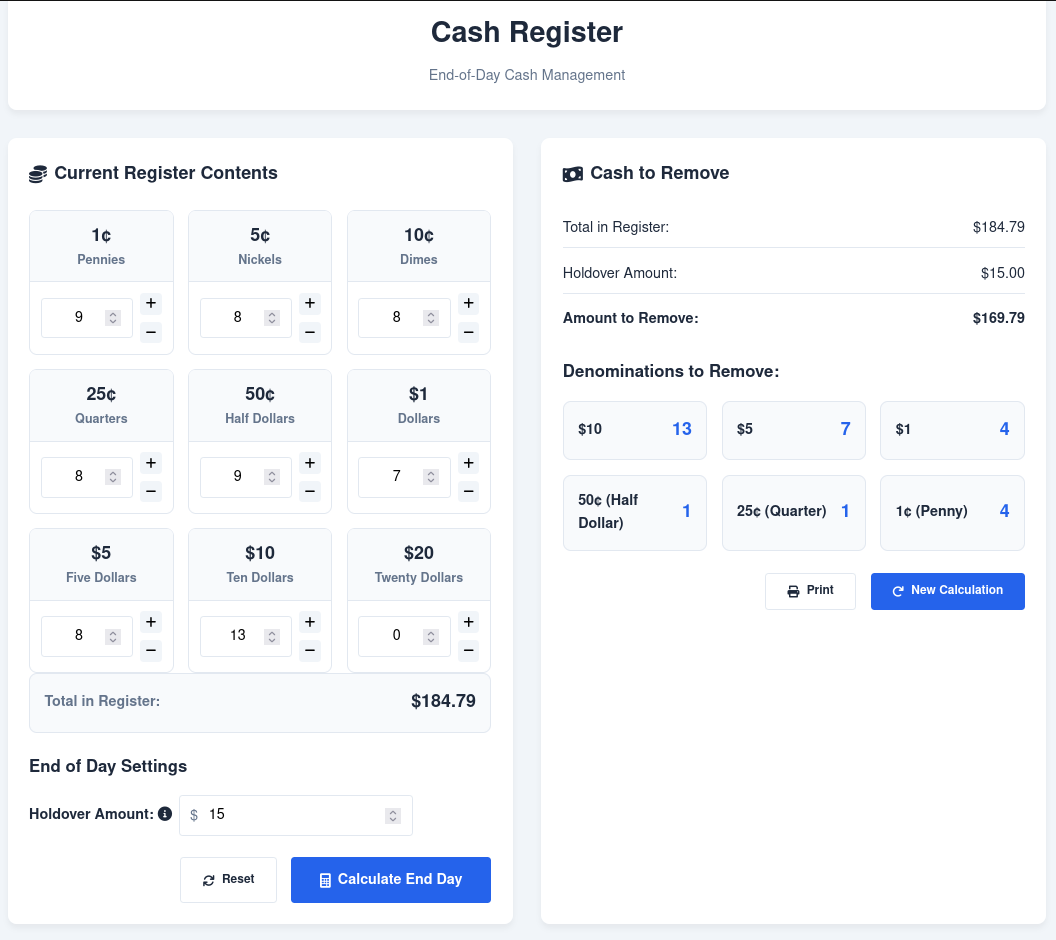 Cash Register
End-of-Day Cash Management
Current Register Contents
1¢
Pennies
9
+
−
5¢
Nickels
8
+
−
10¢
Dimes
8
+
−
25¢
Quarters
8
+
−
50¢
Half Dollars
9
+
−
$1
Dollars
7
+
−
$5
Five Dollars
8
+
−
$10
Ten Dollars
13
+
−
$20
Twenty Dollars
0
+
−
Total in Register: $184.79
End of Day Settings
Holdover Amount: $ 15
Reset
Calculate End Day
Cash to Remove
Total in Register: $184.79
Holdover Amount: $15.00
Amount to Remove: $169.79
Denominations to Remove:
$10 13
$5 7
$1 4
50¢ (Half
Dollar) 1
25¢ (Quarter) 1
1¢ (Penny) 4
Print
New Calculation